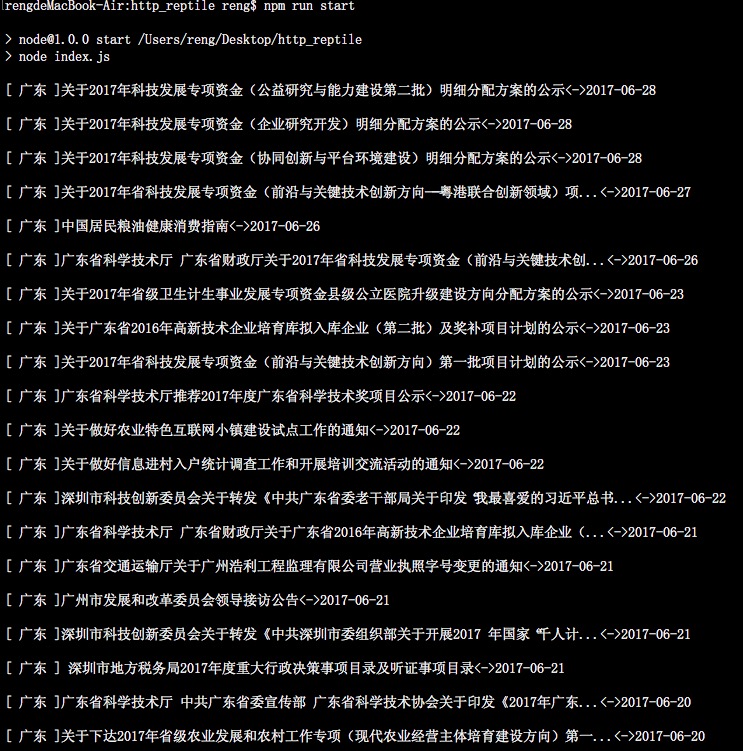 rengdeMacBook-Air:http_reptile reng$ npm run start
> node@1.0.0 start /Users/reng/Desktop/http_reptile
> node index.js
[ 广东 ]关于2017年科技发展专项资金（公益研究与能力建设第二批）明细分配方案的公示<->2017-06-28
[ 广东 ]关于2017年科技发展专项资金（企业研究开发）明细分配方案的公示<->2017-06-28
[ 广东 ]关于2017年科技发展专项资金（协同创新与平台环境建设）明细分配方案的公示<->2017-06-28
[ 广东 ]关于2017年省科技发展专项资金（前沿与关键技术创新方向—粤港联合创新领域）项...<->2017-06-27
[ 广东 ]中国居民粮油健康消费指南<->2017-06-26
[ 广东 ]广东省科学技术厅 广东省财政厅关于2017年省科技发展专项资金（前沿与关键技术创...<->2017-06-26
[ 广东 ]关于2017年省级卫生计生事业发展专项资金县级公立医院升级建设方向分配方案的公示<->2017-06-23
[ 广东 ]关于广东省2016年高新技术企业培育库拟入库企业（第二批）及奖补项目计划的公示<->2017-06-23
[ 广东 ]关于2017年省科技发展专项资金（前沿与关键技术创新方向）第一批项目计划的公示<->2017-06-23
[ 广东 ]广东省科学技术厅推荐2017年度广东省科学技术奖项目公示<->2017-06-22
[ 广东 ]关于做好农业特色互联网小镇建设试点工作的通知<->2017-06-22
[ 广东 ]关于做好信息进村入户统计调查工作和开展培训交流活动的通知<->2017-06-22
[ 广东 ]深圳市科技创新委员会关于转发《中共广东省委老干部局关于印发“我最喜爱的习近平总书...<->2017-06-22
[ 广东 ]广东省科学技术厅 广东省财政厅关于广东省2016年高新技术企业培育库拟入库企业（...<->2017-06-21
[ 广东 ]广东省交通运输厅关于广州浩利工程监理有限公司营业执照字号变更的通知<->2017-06-21
[ 广东 ]广州市发展和改革委员会领导接访公告<->2017-06-21
[ 广东 ]深圳市科技创新委员会关于转发《中共深圳市委组织部关于开展2017 年国家“千人计...<->2017-06-21
[ 广东 ] 深圳市地方税务局2017年度重大行政决策事项目录及听证事项目录<->2017-06-21
[ 广东 ]广东省科学技术厅 中共广东省委宣传部 广东省科学技术协会关于印发《2017年广东...<->2017-06-20
[ 广东 ]关于下达2017年省级农业发展和农村工作专项（现代农业经营主体培育建设方向）第一...<->2017-06-20